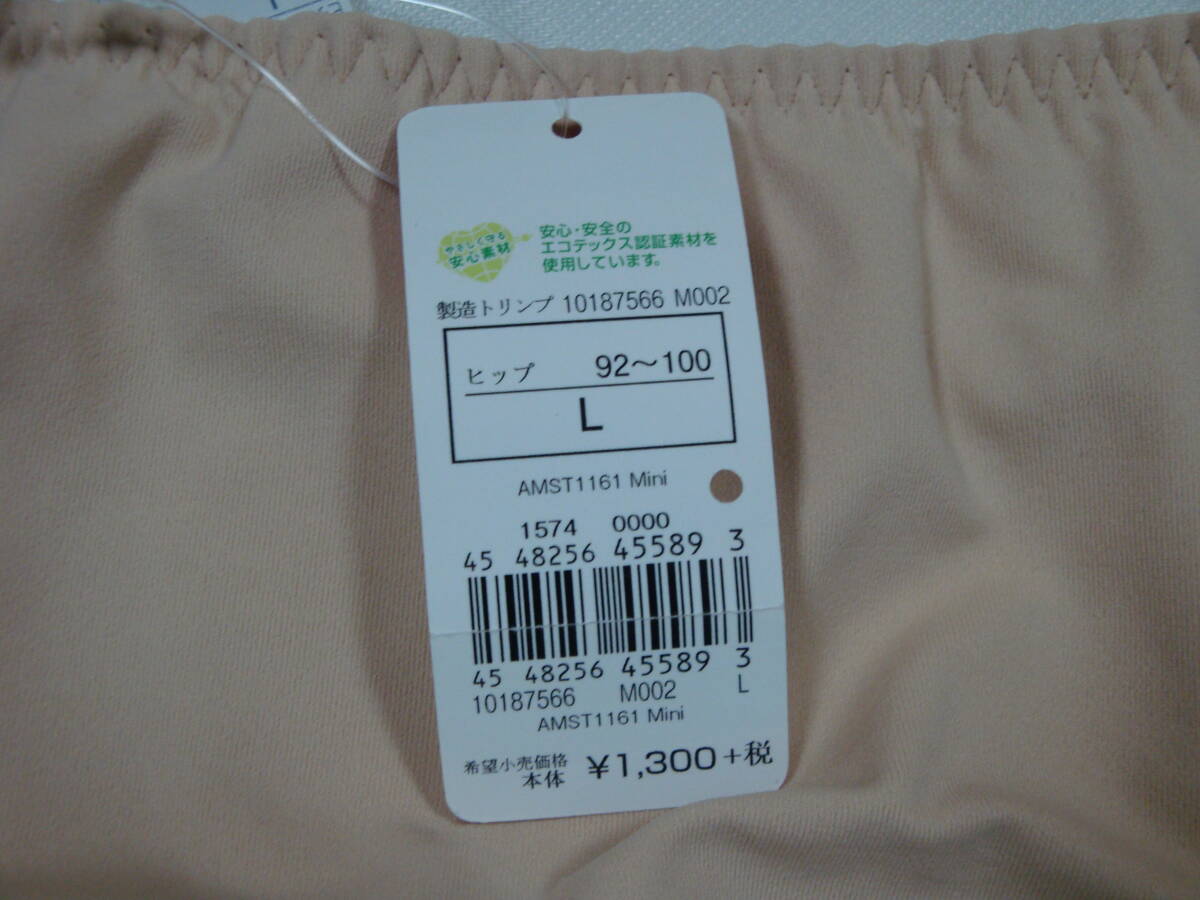 やさしく守る
安心素材
安心・安全の
エコテックス認証素材を
使用しています。
製造トリンプ 10187566 M002
ヒップ 92～100
L
AMST1161 Mini
1574 0000
45 48256 45589 3
45 48256 45589 3
10187566 M002 L
AMST1161 Mini
希望小売価格
本体 ¥1,300+税